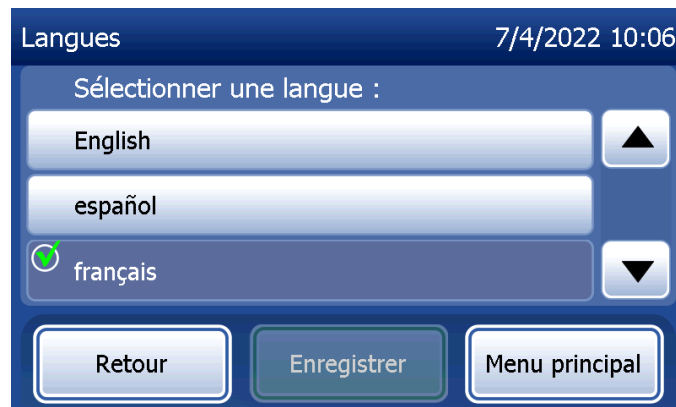 Langues 7/4/2022 10:06
Sélectionner une langue :
English
español
français
Retour Enregistrer Menu principal